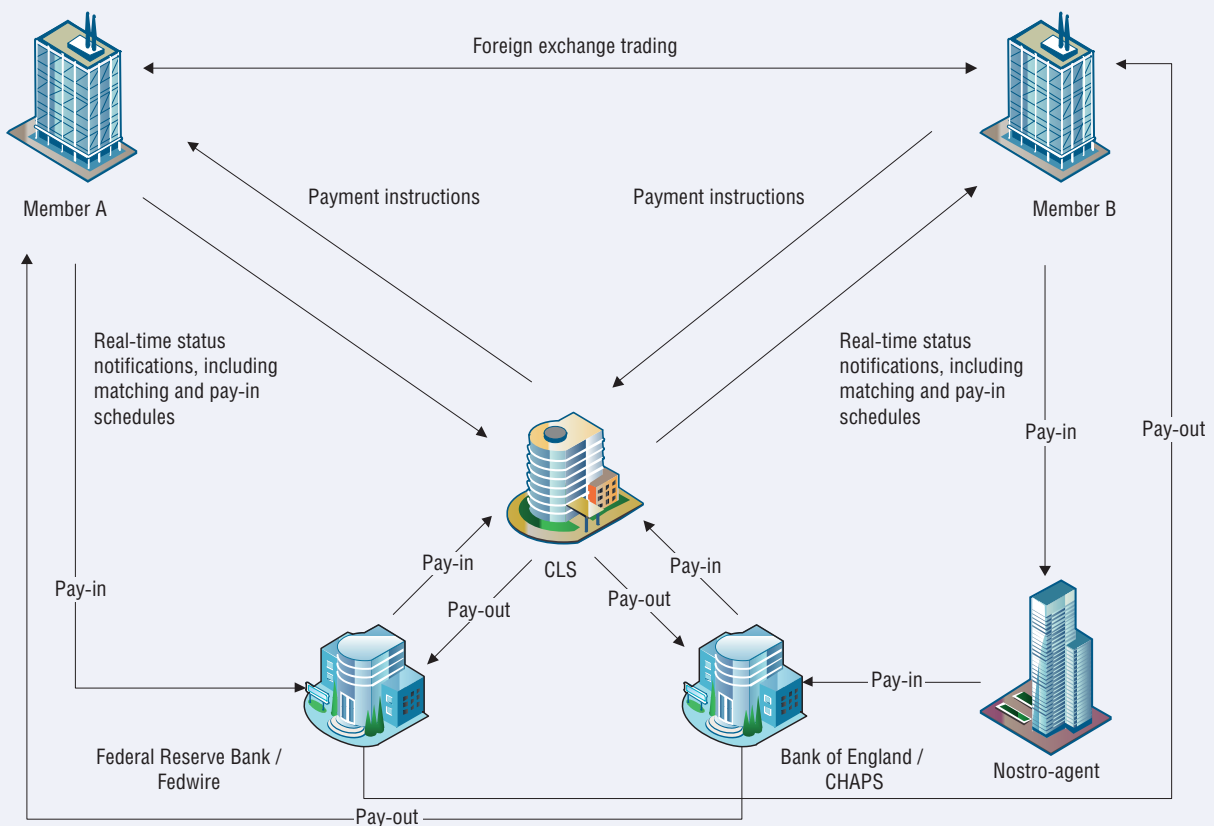 Foreign exchange trading
Member A
Payment instructions
Payment instructions
Member B
Real-time status
notifications, including
matching and pay-in
schedules
Real-time status
notifications, including
matching and pay-in
schedules
Pay-in
Pay-out
Pay-in
CLS
Pay-in
Pay-in
Pay-out
Pay-out
Pay-in
Federal Reserve Bank /
Fedwire
Bank of England /
CHAPS
Nostro-agent
Pay-out